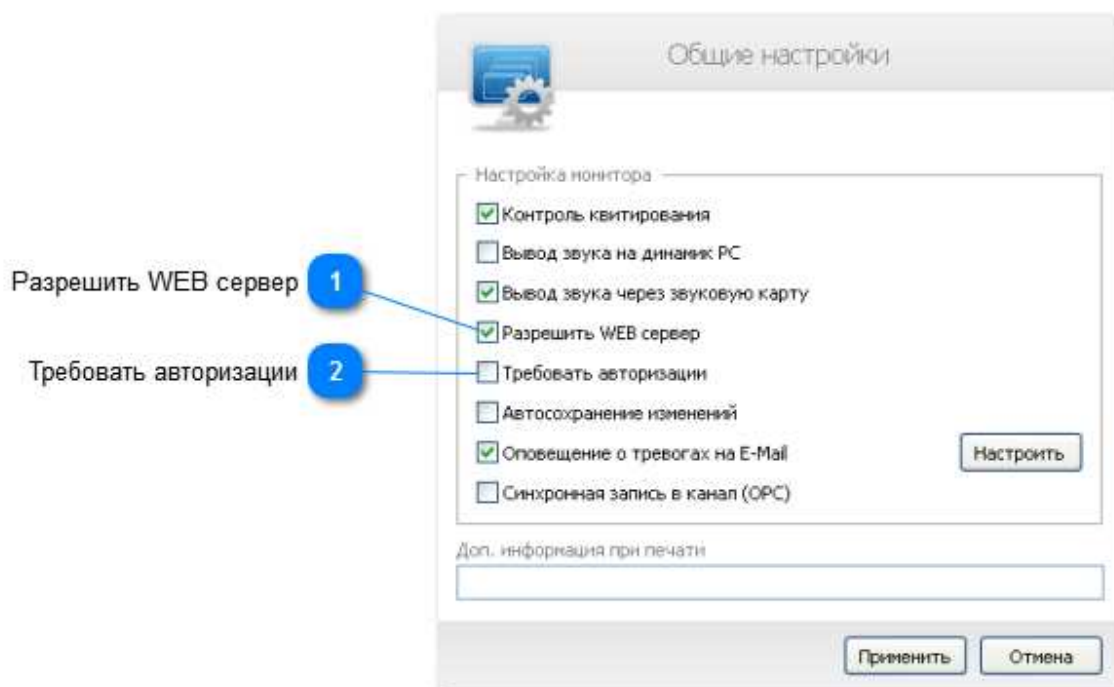 Общие настройки
Настройка монитора
Контроль квитирования
Вывод звука на динамик PC
Вывод звука через звуковую карту
Разрешить WEB сервер 1
Разрешить WEB сервер
Требовать авторизации 2
Требовать авторизации
Автосохранение изменений
Оповещение о тревогах на E-Mail
Настроить
Синхронная запись в канал (OPC)
Доп. информация при печати
Применить
Отмена